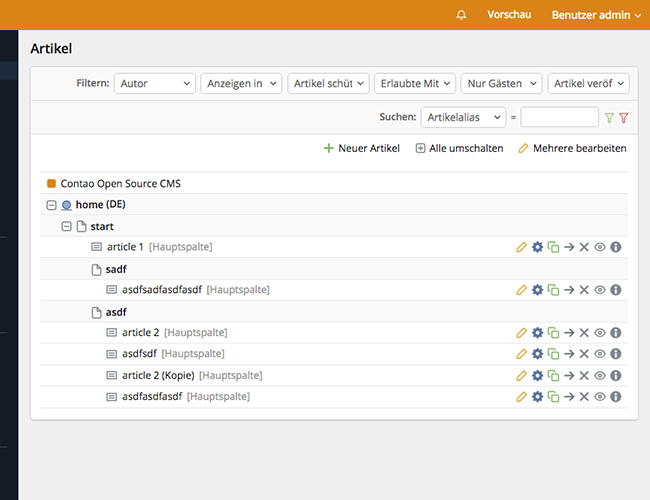 Vorschau Benutzer admin
Artikel
Filtern: Autor Anzeigen in Artikel schüt Erlaubte Mit Nur Gästen Artikel veröf
Suchen: Artikelalias =
Neuer Artikel Alle umschalten Mehrere bearbeiten
Contao Open Source CMS
home (DE)
start
article 1 [Hauptspalte]
sadf
asdfsadfasdfasdf [Hauptspalte]
asdf
article 2 [Hauptspalte]
asdfsdf [Hauptspalte]
article 2 (Kopie) [Hauptspalte]
asdfasdfasdf [Hauptspalte]